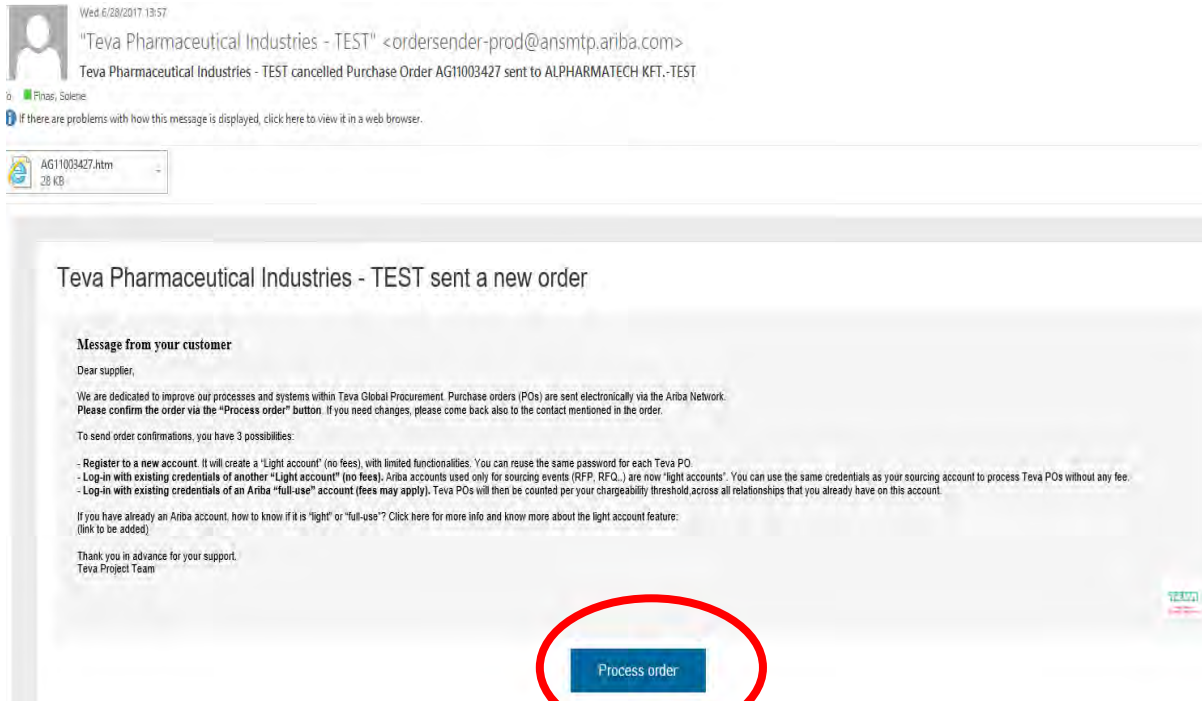 Wed 6/28/2017 13:57
"Teva Pharmaceutical Industries - TEST" <ordersender-prod@ansmtp.ariba.com>
Teva Pharmaceutical Industries - TEST cancelled Purchase Order AG11003427 sent to ALPHARMATECH KFT.-TEST
o Finas, Solene
If there are problems with how this message is displayed, click here to view it in a web browser.
AG11003427.htm
28 KB
Teva Pharmaceutical Industries - TEST sent a new order
Message from your customer
Dear supplier,
We are dedicated to improve our processes and systems within Teva Global Procurement. Purchase orders (POs) are sent electronically via the Ariba Network.
Please confirm the order via the “Process order” button. If you need changes, please come back also to the contact mentioned in the order.
To send order confirmations, you have 3 possibilities:
- Register to a new account. It will create a “Light account” (no fees), with limited functionalities. You can reuse the same password for each Teva PO.
- Log-in with existing credentials of another “Light account” (no fees). Ariba accounts used only for sourcing events (RFP, RFQ..) are now “light accounts”. You can use the same credentials as your sourcing account to process Teva POs without any fee.
- Log-in with existing credentials of an Ariba “full-use” account (fees may apply). Teva POs will then be counted per your chargeability threshold,across all relationships that you already have on this account.
If you have already an Ariba account, how to know if it is “light” or “full-use”? Click here for more info and know more about the light account feature:
(link to be added)
Thank you in advance for your support.
Teva Project Team
Process order